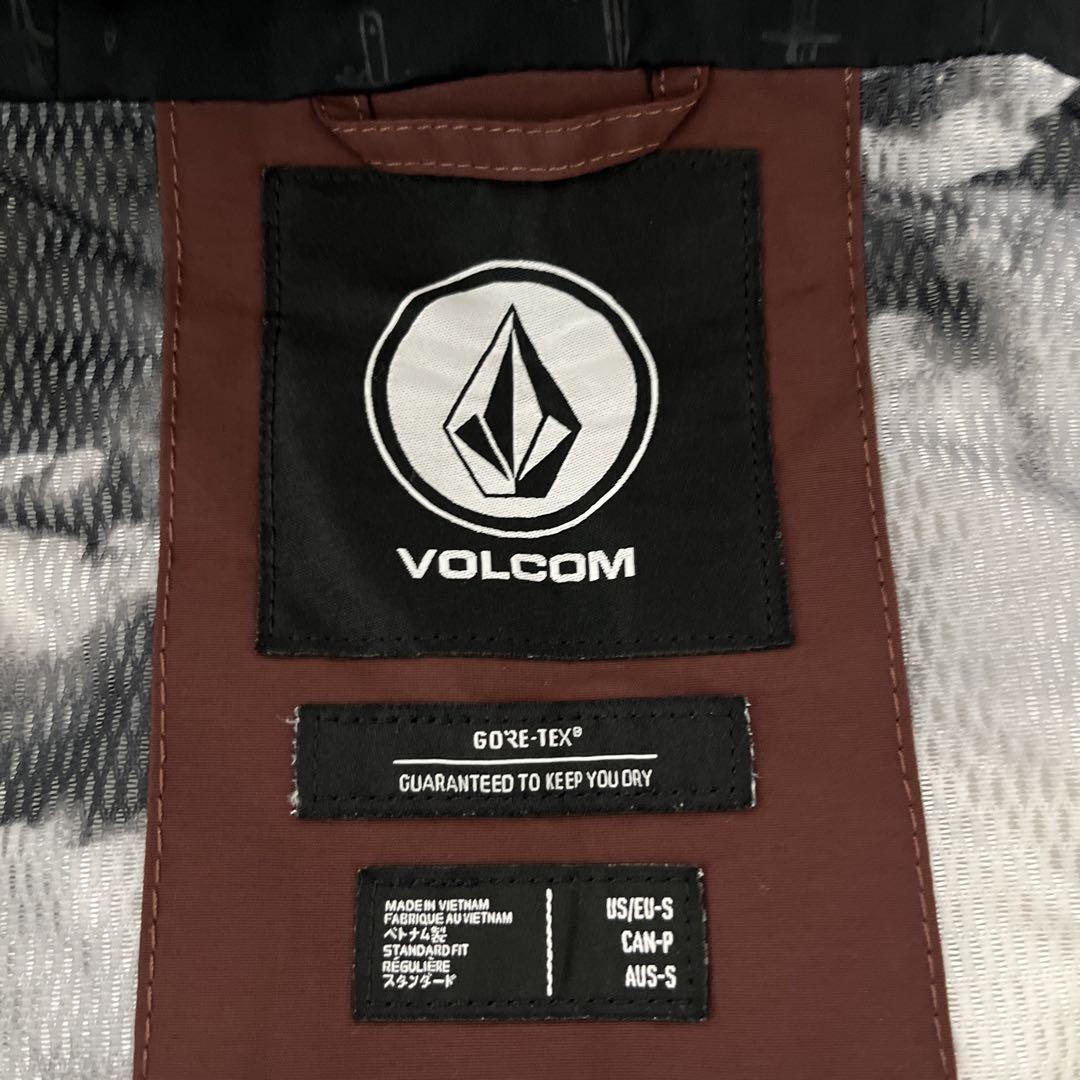 VOLCOM
GORE-TEX®
GUARANTEED TO KEEP YOU DRY
MADE IN VIETNAM
FABRIQUE AU VIETNAM
ベトナム製
STANDARD FIT
RÉGULIÈRE
スタンダード
US/EU-S
CAN-P
AUS-S